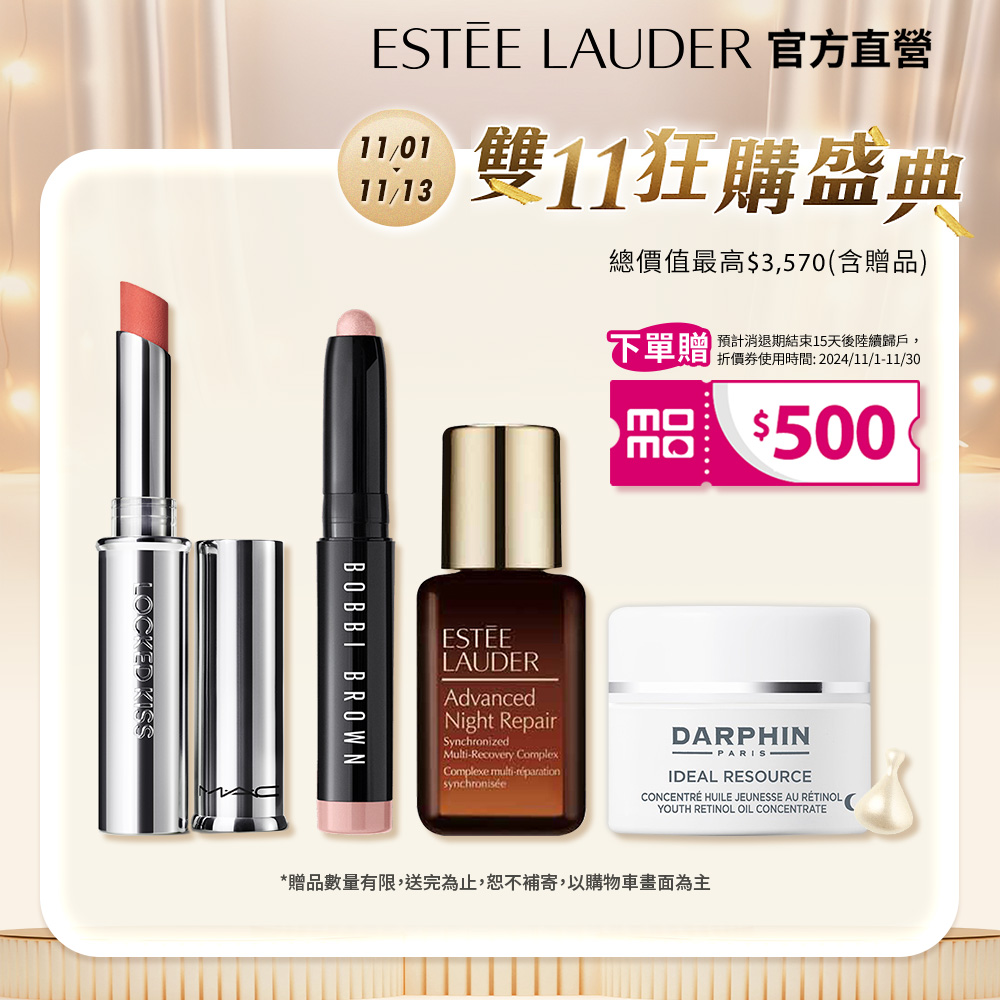 ESTĒE LAUDER 官方直營
11/01
11/13
雙11狂購盛典
總價值最高$3,570(含贈品)
下單贈
預計消退期結束15天後陸續歸戶，
折價券使用時間: 2024/11/1-11/30
momo
$500
LOCKED KISS
MAC
BOBBI BROWN
ESTĒE
LAUDER
Advanced
Night Repair
Synchronized
Multi-Recovery Complex
Complexe multi-réparation
synchronisée
DARPHIN
PARIS
IDEAL RESOURCE
CONCENTRÉ HUILE JEUNESSE AU RÉTINOL
YOUTH RETINOL OIL CONCENTRATE
*贈品數量有限，送完為止，恕不補寄，以購物車畫面為主